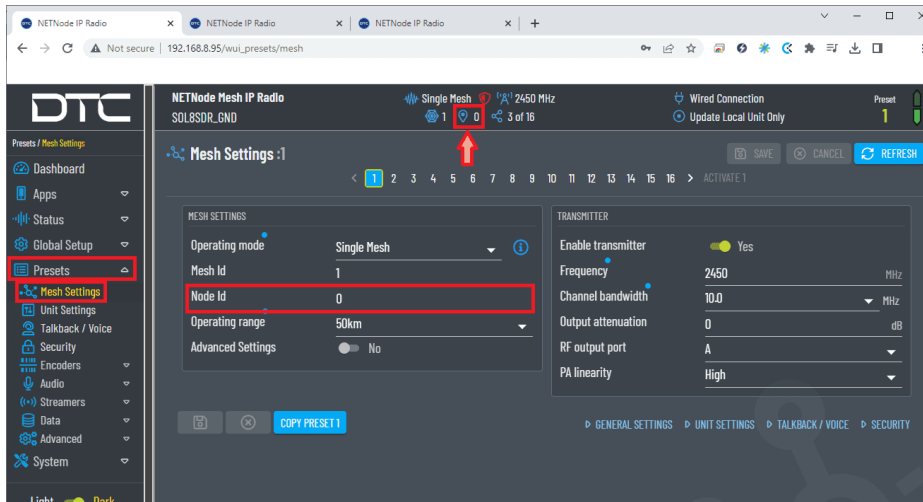 NETNode IP Radio
NETNode IP Radio
NETNode IP Radio
Not secure 192.168.8.95/wui_presets/mesh
DTC
NETNode Mesh IP Radio
SOL8SDR_GND
Single Mesh 2450 MHz
1 0 3 of 16
Wired Connection
Update Local Unit Only
Preset
1
Presets / Mesh Settings
Dashboard
Apps
Status
Global Setup
Presets
Mesh Settings
Unit Settings
Talkback / Voice
Security
Encoders
Audio
Streamers
Data
Advanced
System
Light Dark
Mesh Settings :1
SAVE CANCEL REFRESH
< 1 2 3 4 5 6 7 8 9 10 11 12 13 14 15 16 > ACTIVATE 1
MESH SETTINGS
Operating mode Single Mesh
Mesh Id 1
Node Id 0
Operating range 50km
Advanced Settings No
TRANSMITTER
Enable transmitter Yes
Frequency 2450 MHz
Channel bandwidth 10.0 MHz
Output attenuation 0 dB
RF output port A
PA linearity High
COPY PRESET 1
GENERAL SETTINGS UNIT SETTINGS TALKBACK / VOICE SECURITY